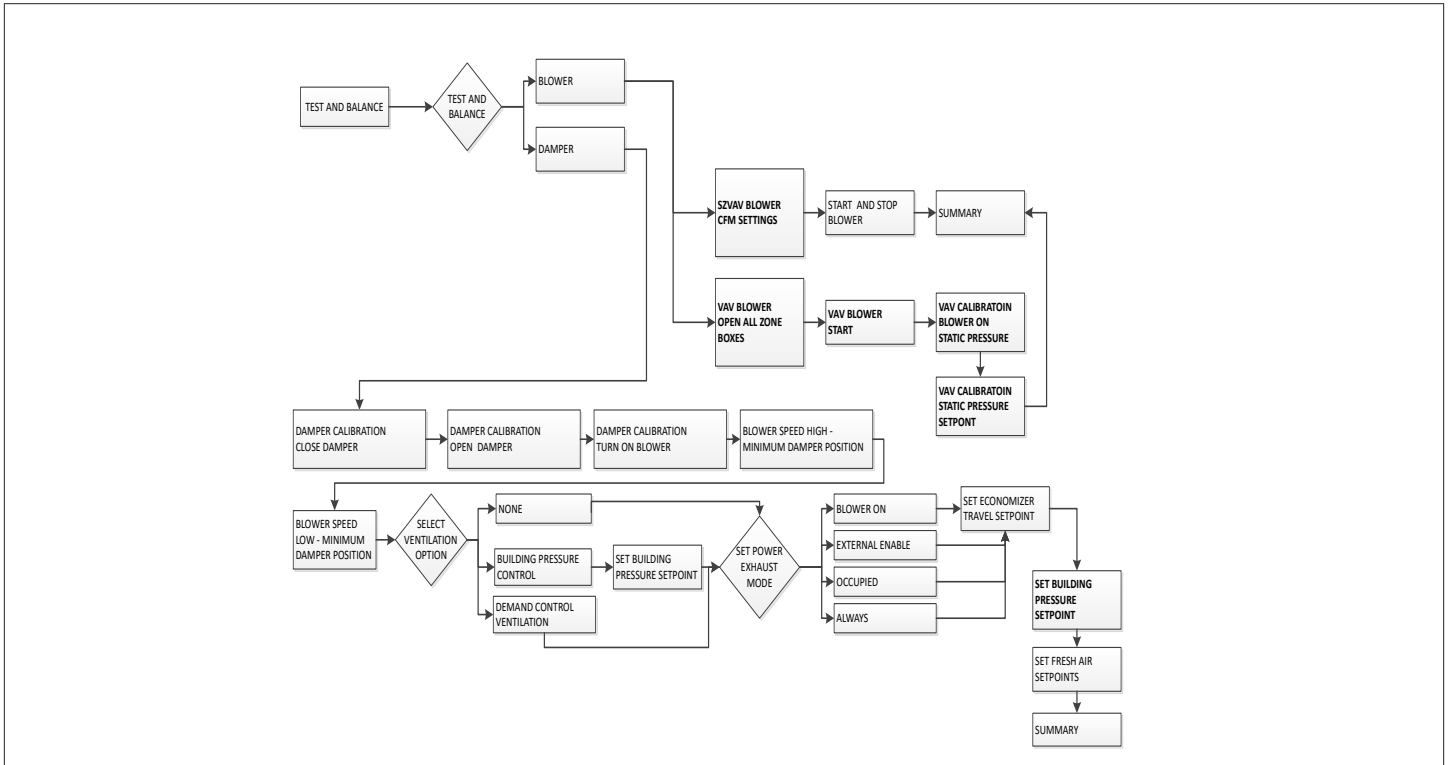 TEST AND BALANCE
TEST AND
BALANCE
BLOWER
DAMPER
SZVAV BLOWER
CFM SETTINGS
START AND STOP
BLOWER
SUMMARY
VAV BLOWER
OPEN ALL ZONE
BOXES
VAV BLOWER
START
VAV CALIBRATOIN
BLOWER ON
STATIC PRESSURE
VAV CALIBRATOIN
STATIC PRESSURE
SETPONT
DAMPER CALIBRATION
CLOSE DAMPER
DAMPER CALIBRATION
OPEN DAMPER
DAMPER CALIBRATION
TURN ON BLOWER
BLOWER SPEED HIGH -
MINIMUM DAMPER POSITION
BLOWER SPEED
LOW - MINIMUM
DAMPER POSITION
SELECT
VENTILATION
OPTION
NONE
BUILDING PRESSURE
CONTROL
SET BUILDING
PRESSURE SETPOINT
DEMAND CONTROL
VENTILATION
SET POWER
EXHAUST
MODE
BLOWER ON
EXTERNAL ENABLE
OCCUPIED
ALWAYS
SET ECONOMIZER
TRAVEL SETPOINT
SET BUILDING
PRESSURE
SETPOINT
SET FRESH AIR
SETPOINTS
SUMMARY